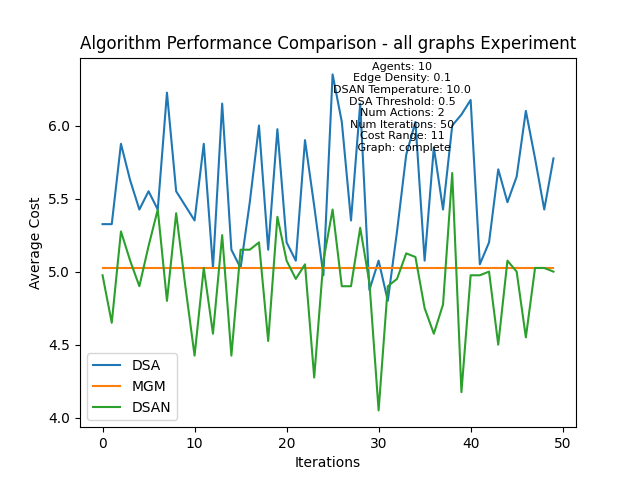 Algorithm Performance Comparison - all graphs Experiment
Agents: 10
Edge Density: 0.1
DSAN Temperature: 10.0
DSA Threshold: 0.5
Num Actions: 2
Num Iterations: 50
Cost Range: 11
Graph: complete
Average Cost
6.0
5.5
5.0
4.5
4.0
DSA
MGM
DSAN
0
10
20
30
40
50
Iterations